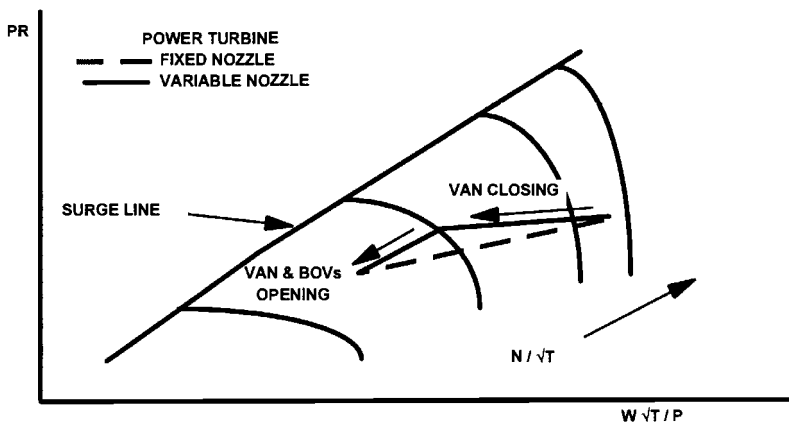 PR
POWER TURBINE
FIXED NOZZLE
VARIABLE NOZZLE
VAN CLOSING
SURGE LINE
VAN & BOVs
OPENING
N / √T
W √T / P